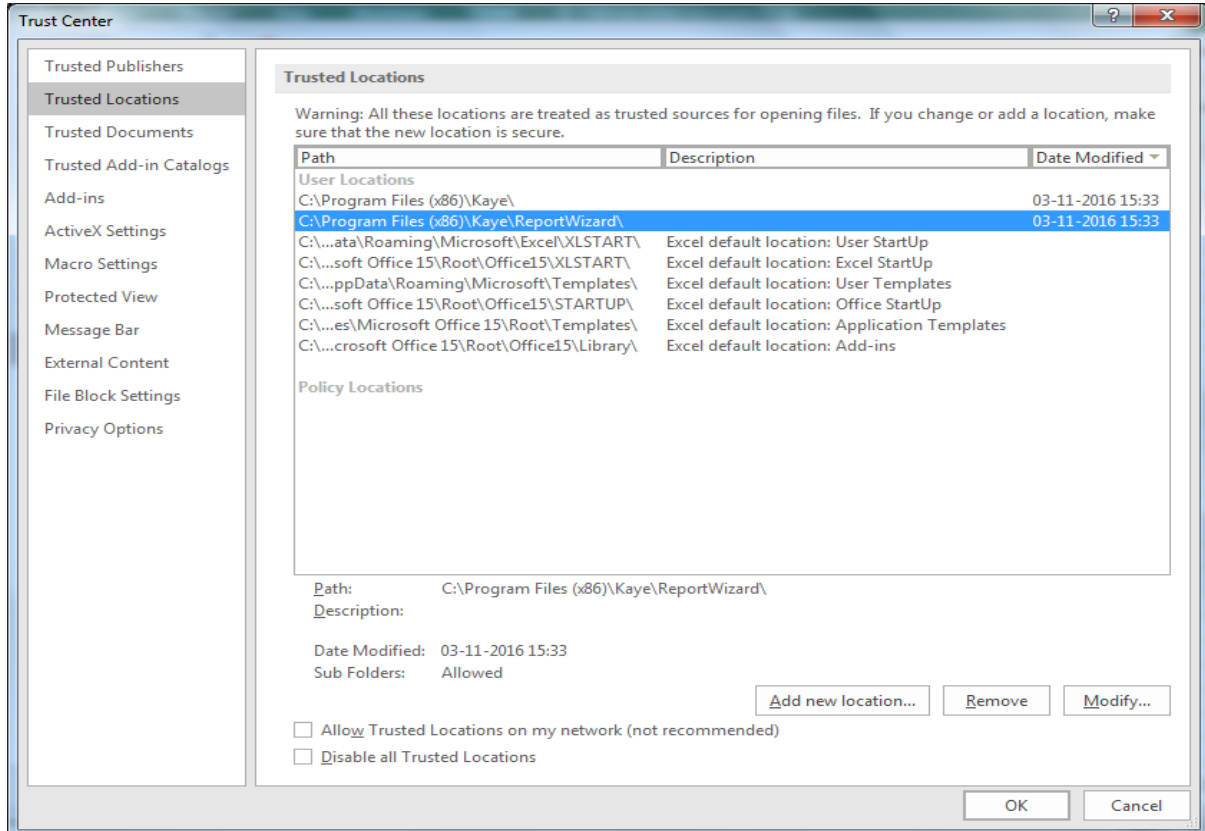 Trust Center
?
Trusted Publishers
Trusted Locations
Trusted Documents
Trusted Add-in Catalogs
Add-ins
ActiveX Settings
Macro Settings
Protected View
Message Bar
External Content
File Block Settings
Privacy Options
Trusted Locations
Warning: All these locations are treated as trusted sources for opening files.  If you change or add a location, make
sure that the new location is secure.
Path Description Date Modified
User Locations
C:\Program Files (x86)\Kaye\ 03-11-2016 15:33
C:\Program Files (x86)\Kaye\ReportWizard\ 03-11-2016 15:33
C:\...ata\Roaming\Microsoft\Excel\XLSTART\ Excel default location: User StartUp
C:\...soft Office 15\Root\Office15\XLSTART\ Excel default location: Excel StartUp
C:\...ppData\Roaming\Microsoft\Templates\ Excel default location: User Templates
C:\...soft Office 15\Root\Office15\STARTUP\ Excel default location: Office StartUp
C:\...es\Microsoft Office 15\Root\Templates\ Excel default location: Application Templates
C:\...crosoft Office 15\Root\Office15\Library\ Excel default location: Add-ins
Policy Locations
Path: C:\Program Files (x86)\Kaye\ReportWizard\
Description:
Date Modified: 03-11-2016 15:33
Sub Folders: Allowed
Add new location... Remove Modify...
Allow Trusted Locations on my network (not recommended)
Disable all Trusted Locations
OK Cancel